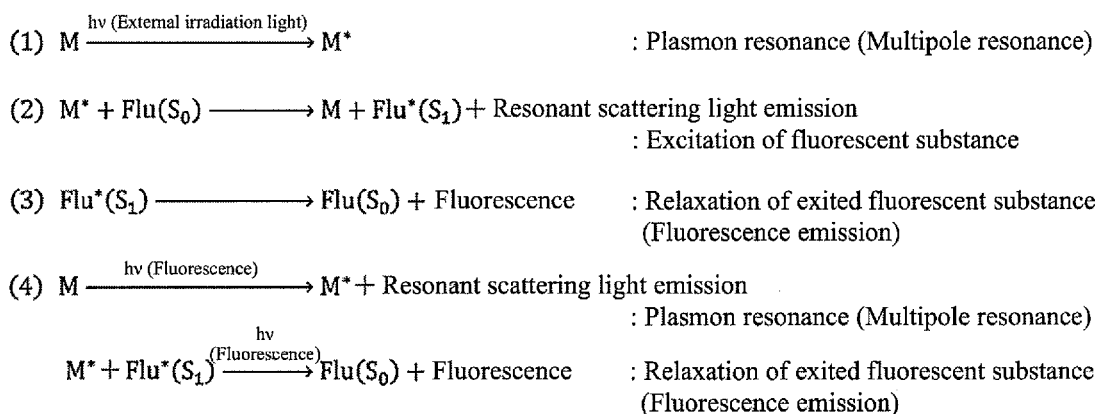 hν (External irradiation light)
(1) M ⟶ M* : Plasmon resonance (Multipole resonance)
(2) M* + Flu(S₀) ⟶ M + Flu*(S₁) + Resonant scattering light emission
: Excitation of fluorescent substance
(3) Flu*(S₁) ⟶ Flu(S₀) + Fluorescence : Relaxation of exited fluorescent substance
(Fluorescence emission)
hν (Fluorescence)
(4) M ⟶ M* + Resonant scattering light emission
: Plasmon resonance (Multipole resonance)
hν
(Fluorescence)
M* + Flu*(S₁) ⟶ Flu(S₀) + Fluorescence : Relaxation of exited fluorescent substance
(Fluorescence emission)